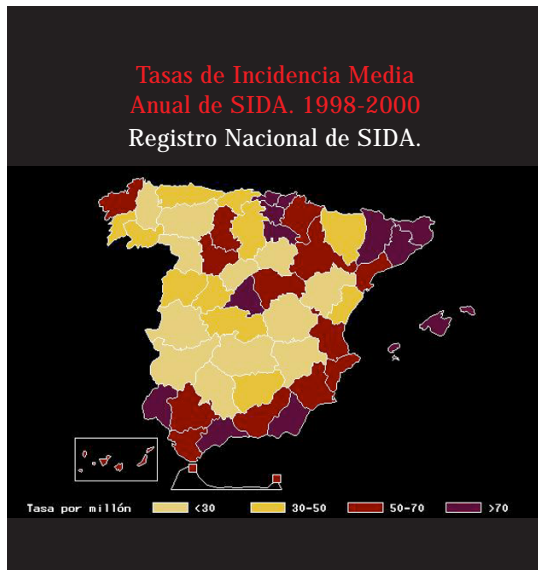 Tasas de Incidencia Media
Anual de SIDA. 1998-2000
Registro Nacional de SIDA.
Tasa por millón <30 30-50 50-70 >70